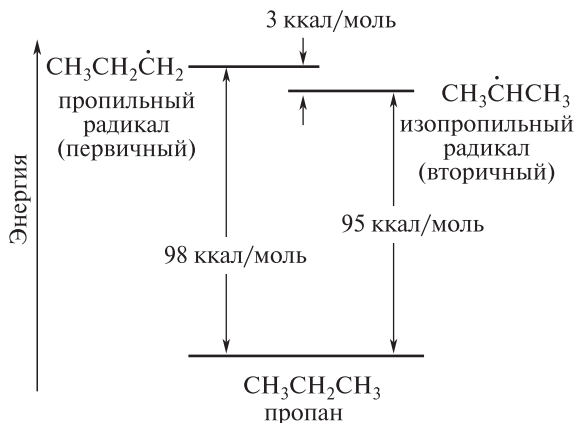 3 ккал/моль
CH₃CH₂ĊH₂
пропильный
радикал
(первичный)
CH₃ĊHCH₃
изопропильный
радикал
(вторичный)
Энергия
95 ккал/моль
98 ккал/моль
CH₃CH₂CH₃
пропан